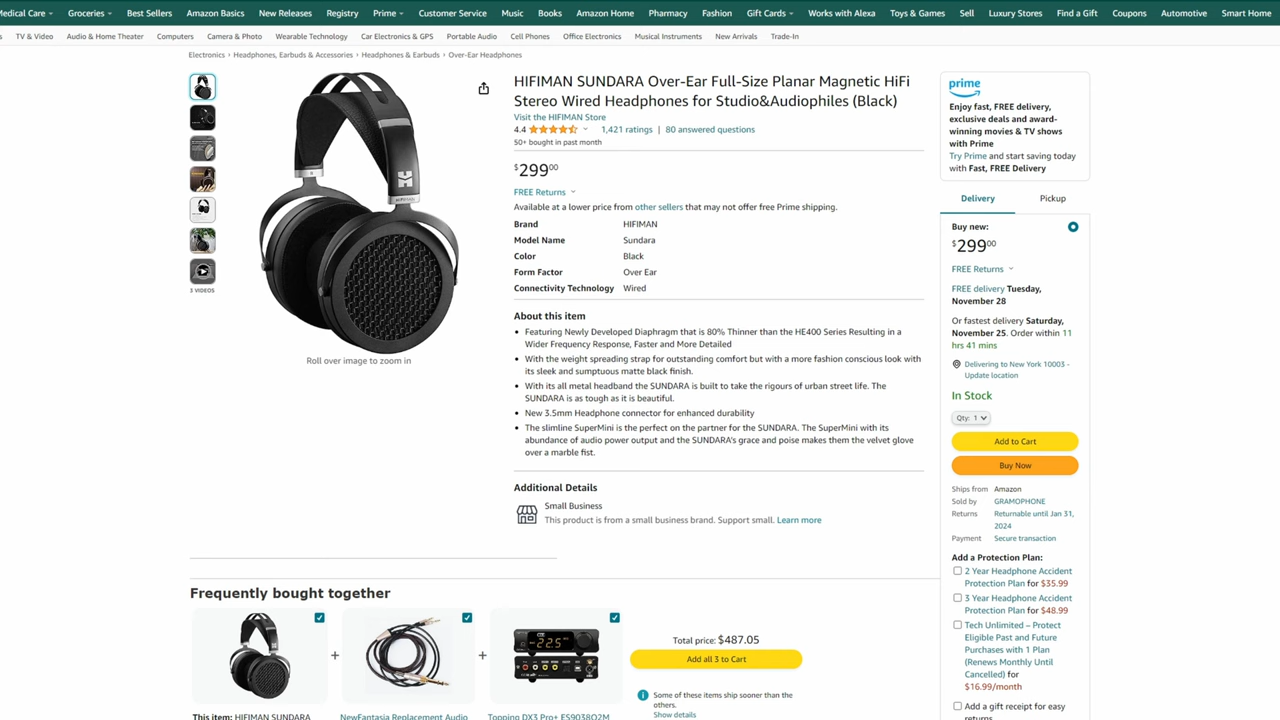 Medical Care Groceries Best Sellers Amazon Basics New Releases Registry Prime Customer Service Music Books Amazon Home Pharmacy Fashion Gift Cards Works with Alexa Toys & Games Sell Luxury Stores Find a Gift Coupons Automotive Smart Home
s TV & Video Audio & Home Theater Computers Camera & Photo Wearable Technology Car Electronics & GPS Portable Audio Cell Phones Office Electronics Musical Instruments New Arrivals Trade-In
Electronics › Headphones, Earbuds & Accessories › Headphones & Earbuds › Over-Ear Headphones
3 VIDEOS
HIFIMAN
Roll over image to zoom in
HIFIMAN SUNDARA Over-Ear Full-Size Planar Magnetic HiFi
Stereo Wired Headphones for Studio&Audiophiles (Black)
Visit the HIFIMAN Store
4.4 1,421 ratings | 80 answered questions
50+ bought in past month
$29900
FREE Returns
Available at a lower price from other sellers that may not offer free Prime shipping.
Brand HIFIMAN
Model Name Sundara
Color Black
Form Factor Over Ear
Connectivity Technology Wired
About this item
• Featuring Newly Developed Diaphragm that is 80% Thinner than the HE400 Series Resulting in a
Wider Frequency Response, Faster and More Detailed
• With the weight spreading strap for outstanding comfort but with a more fashion conscious look with
its sleek and sumptuous matte black finish.
• With its all metal headband the SUNDARA is built to take the rigours of urban street life. The
SUNDARA is as tough as it is beautiful.
• New 3.5mm Headphone connector for enhanced durability
• The slimline SuperMini is the perfect on the partner for the SUNDARA. The SuperMini with its
abundance of audio power output and the SUNDARA's grace and poise makes them the velvet glove
over a marble fist.
Additional Details
Small Business
This product is from a small business brand. Support small. Learn more
prime
Enjoy fast, FREE delivery,
exclusive deals and award-
winning movies & TV shows
with Prime
Try Prime and start saving today
with Fast, FREE Delivery
Delivery Pickup
Buy new:
$29900
FREE Returns
FREE delivery Tuesday,
November 28
Or fastest delivery Saturday,
November 25. Order within 11
hrs 41 mins
Delivering to New York 10003 -
Update location
In Stock
Qty: 1
Add to Cart
Buy Now
Ships from Amazon
Sold by GRAMOPHONE
Returns Returnable until Jan 31,
2024
Payment Secure transaction
Add a Protection Plan:
2 Year Headphone Accident
Protection Plan for $35.99
3 Year Headphone Accident
Protection Plan for $48.99
Tech Unlimited – Protect
Eligible Past and Future
Purchases with 1 Plan
(Renews Monthly Until
Cancelled) for
$16.99/month
Add a gift receipt for easy
returns
Frequently bought together
+
+
22.5
Total price: $487.05
Add all 3 to Cart
Some of these items ship sooner than the
others.
Show details
This item: HIFIMAN SUNDARA
NewFantasia Replacement Audio
Topping DX3 Pro+ ES9038Q2M